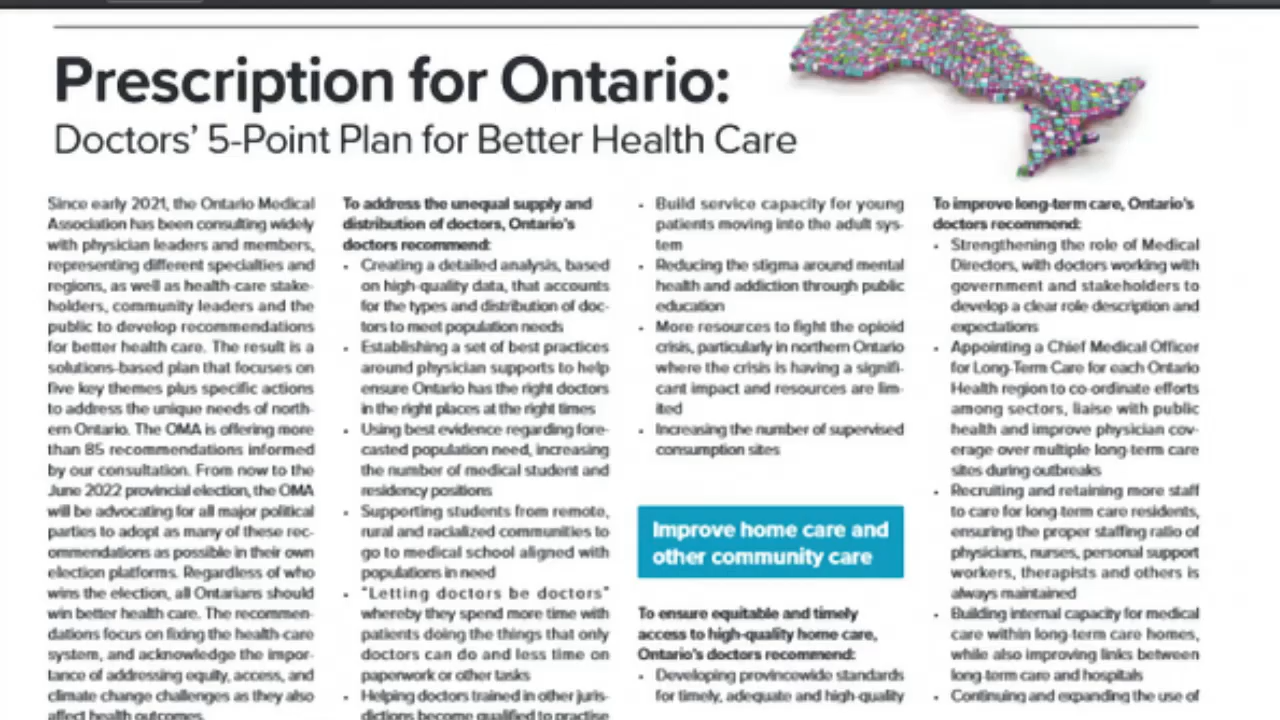 Prescription for Ontario:
Doctors' 5-Point Plan for Better Health Care
Since early 2021, the Ontario Medical
Association has been consulting widely
with physician leaders and members,
representing different specialties and
regions, as well as health-care stake-
holders, community leaders and the
public to develop recommendations
for better health care. The result is a
solutions-based plan that focuses on
five key themes plus specific actions
to address the unique needs of north-
ern Ontario. The OMA is offering more
than 85 recommendations informed
by our consultation. From now to the
June 2022 provincial election, the OMA
will be advocating for all major political
parties to adopt as many of these rec-
ommendations as possible in their own
election platforms. Regardless of who
wins the election, all Ontarians should
win better health care. The recommen-
dations focus on fixing the health-care
system, and acknowledge the impor-
tance of addressing equity, access, and
climate change challenges as they also
affect health outcomes.
To address the unequal supply and
distribution of doctors, Ontario's
doctors recommend:
• Creating a detailed analysis, based
on high-quality data, that accounts
for the types and distribution of doc-
tors to meet population needs
• Establishing a set of best practices
around physician supports to help
ensure Ontario has the right doctors
in the right places at the right times
• Using best evidence regarding fore-
casted population need, increasing
the number of medical student and
residency positions
• Supporting students from remote,
rural and racialized communities to
go to medical school aligned with
populations in need
• "Letting doctors be doctors"
whereby they spend more time with
patients doing the things that only
doctors can do and less time on
paperwork or other tasks
• Helping doctors trained in other juris-
dictions become qualified to practise
• Build service capacity for young
patients moving into the adult sys-
tem
• Reducing the stigma around mental
health and addiction through public
education
• More resources to fight the opioid
crisis, particularly in northern Ontario
where the crisis is having a signifi-
cant impact and resources are lim-
ited
• Increasing the number of supervised
consumption sites
Improve home care and
other community care
To ensure equitable and timely
access to high-quality home care,
Ontario's doctors recommend:
• Developing provincewide standards
for timely, adequate and high-quality
To improve long-term care, Ontario's
doctors recommend:
• Strengthening the role of Medical
Directors, with doctors working with
government and stakeholders to
develop a clear role description and
expectations
• Appointing a Chief Medical Officer
for Long-Term Care for each Ontario
Health region to co-ordinate efforts
among sectors, liaise with public
health and improve physician cov-
erage over multiple long-term care
sites during outbreaks
• Recruiting and retaining more staff
to care for long term care residents,
ensuring the proper staffing ratio of
physicians, nurses, personal support
workers, therapists and others is
always maintained
• Building internal capacity for medical
care within long-term care homes,
while also improving links between
long-term care and hospitals
• Continuing and expanding the use of